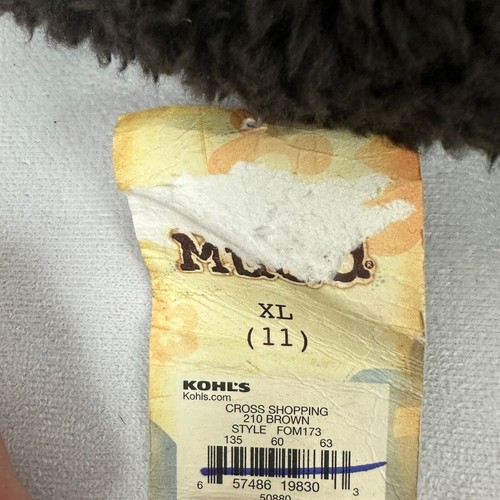 XL
(11)
KOHL'S
Kohls.com
CROSS SHOPPING
210 BROWN
STYLE FOM173
135 60 63
6 57486 19830 3
50880